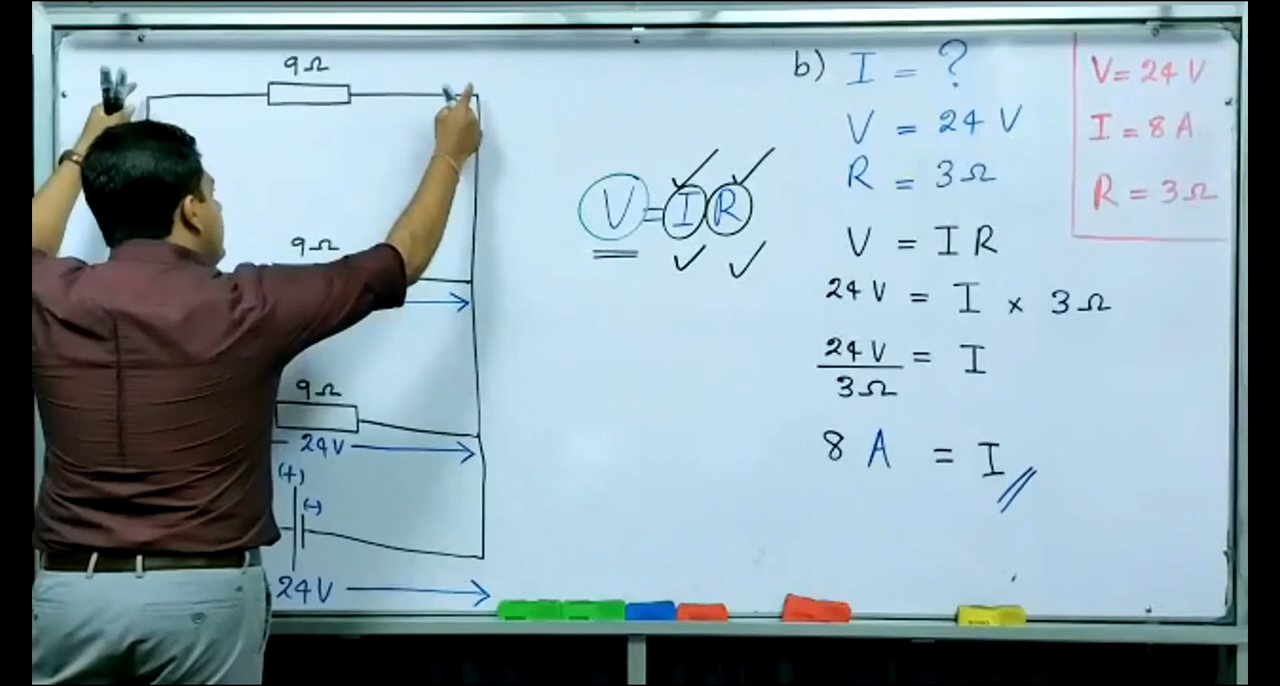 9Ω
9Ω
9Ω
24V
(+)
(-)
24V
V = I R
b) I = ?
V = 24 V
R = 3Ω
V = I R
24 V = I × 3Ω
24 V
3Ω
= I
8 A = I
V = 24 V
I = 8 A
R = 3Ω